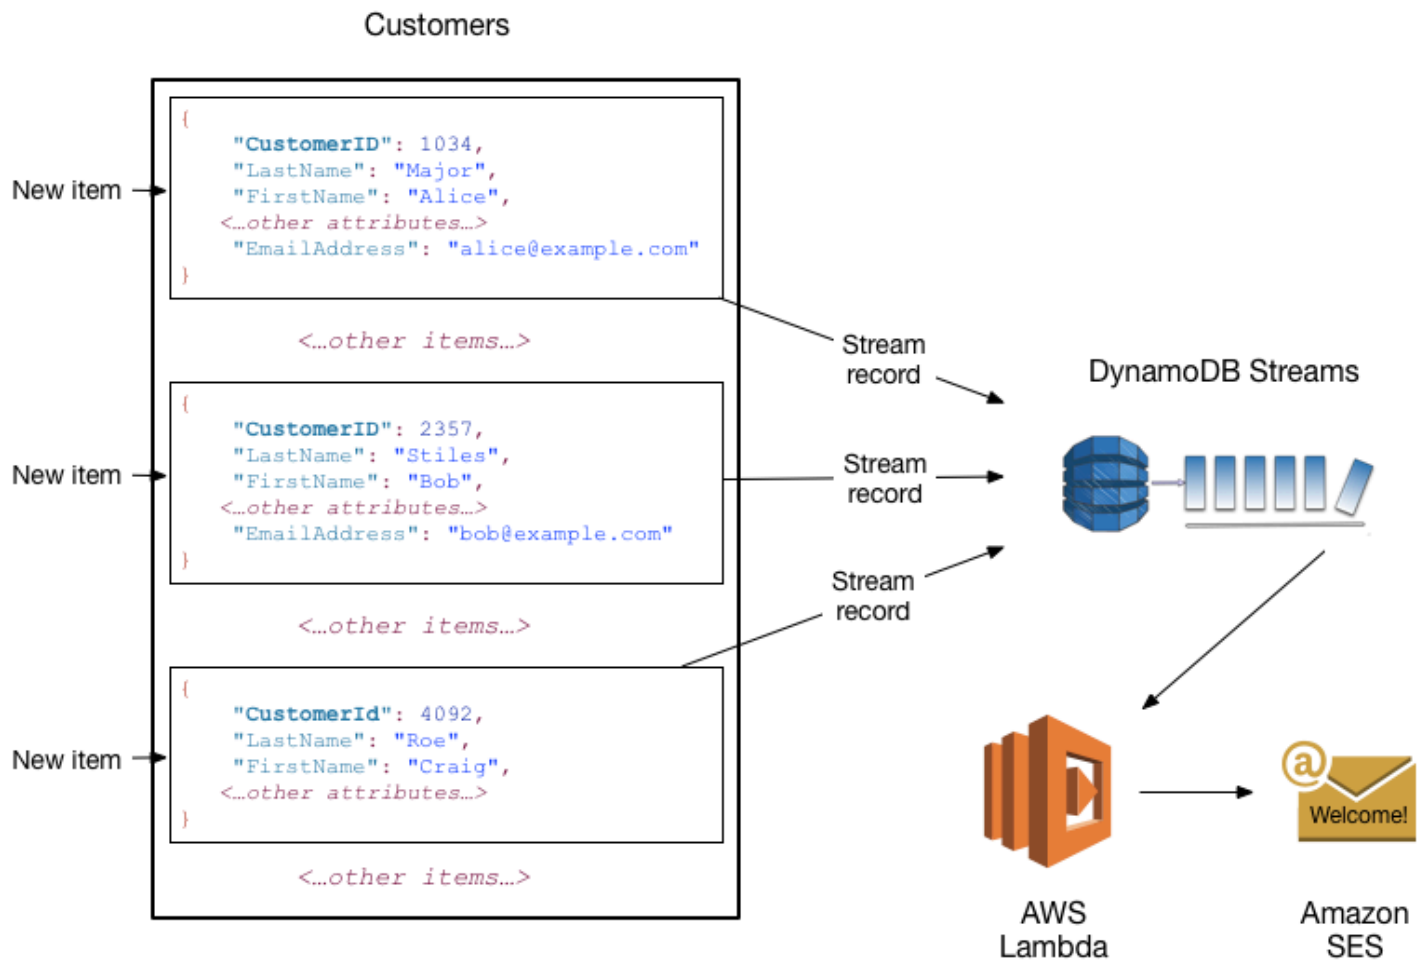 Customers
New item
{
"CustomerID": 1034,
"LastName": "Major",
"FirstName": "Alice",
<…other attributes…>
"EmailAddress": "alice@example.com"
}
<…other items…>
New item
{
"CustomerID": 2357,
"LastName": "Stiles",
"FirstName": "Bob",
<…other attributes…>
"EmailAddress": "bob@example.com"
}
<…other items…>
New item
{
"CustomerId": 4092,
"LastName": "Roe",
"FirstName": "Craig",
<…other attributes…>
}
<…other items…>
Stream
record
Stream
record
Stream
record
DynamoDB Streams
AWS
Lambda
@
Welcome!
Amazon
SES